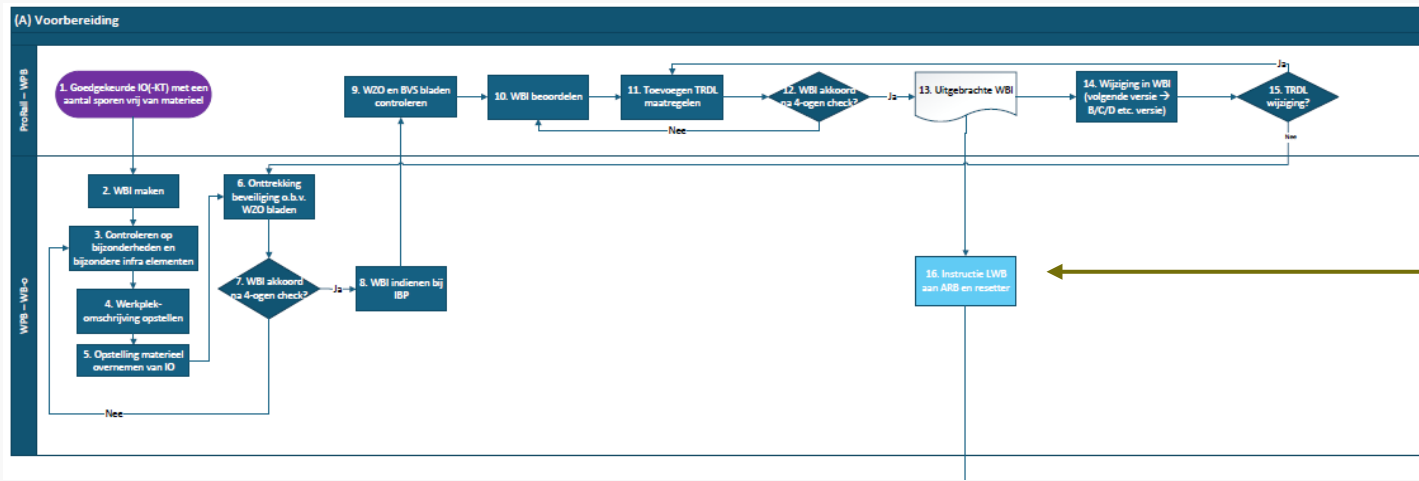 (A) Voorbereiding
ProRail – WPB
1. Goedgekeurde IO(-KT) met een
aantal sporen vrij van materieel
9. WZO en BVS bladen
controleren
10. WBI beoordelen
11. Toevoegen TRDL
maatregelen
12. WBI akkoord
na 4-ogen check?
Ja
Nee
13. Uitgebrachte WBI
14. Wijziging in WBI
(volgende versie →
B/C/D etc. versie)
15. TRDL
wijziging?
Ja
Nee
WPB – WB-o
2. WBI maken
3. Controleren op
bijzonderheden en
bijzondere infra elementen
4. Werkplek-
omschrijving opstellen
5. Opstelling materieel
overnemen van IO
6. Onttrekking
beveiliging o.b.v.
WZO bladen
7. WBI akkoord
na 4-ogen check?
Ja
Nee
8. WBI indienen bij
IBP
16. Instructie LWB
aan ARB en resetter